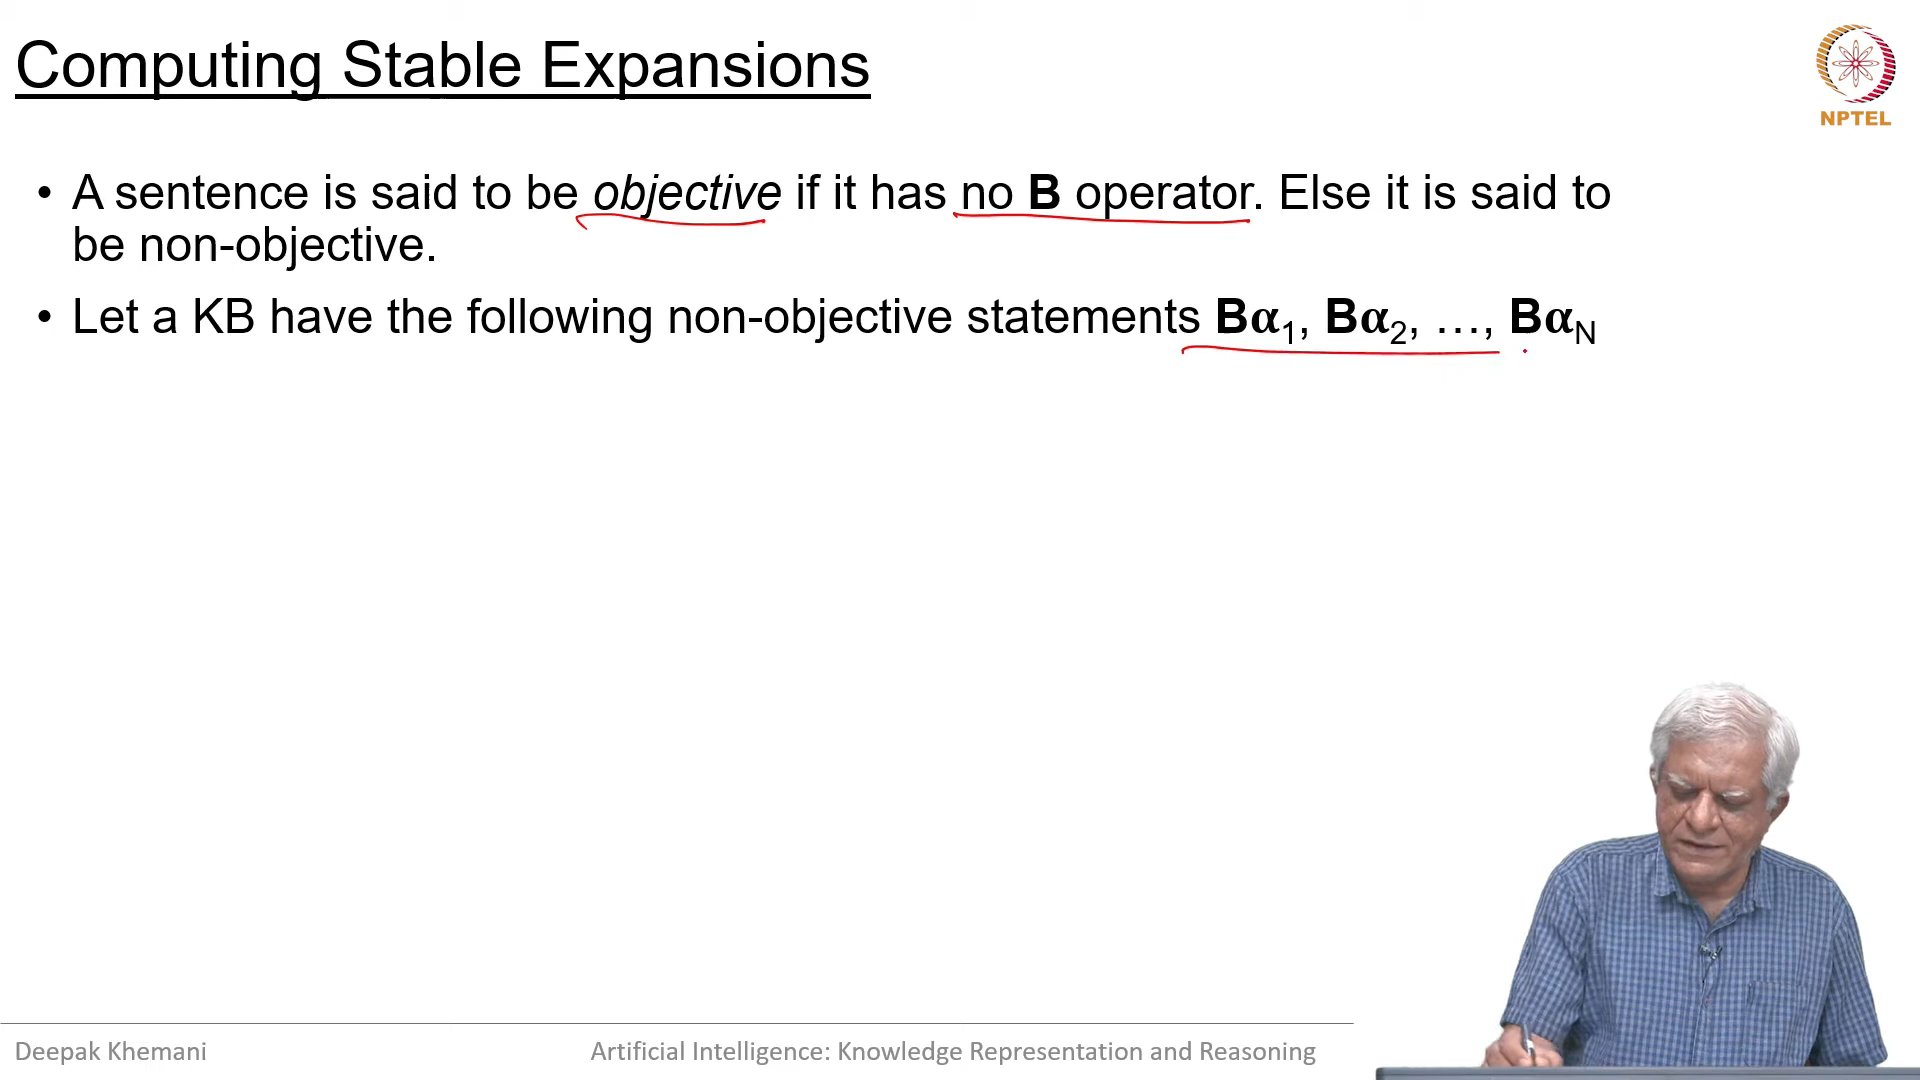 Computing Stable Expansions
NPTEL
• A sentence is said to be objective if it has no B operator. Else it is said to
be non-objective.
• Let a KB have the following non-objective statements Bα₁, Bα₂, …, Bα_N
Deepak Khemani
Artificial Intelligence: Knowledge Representation and Reasoning